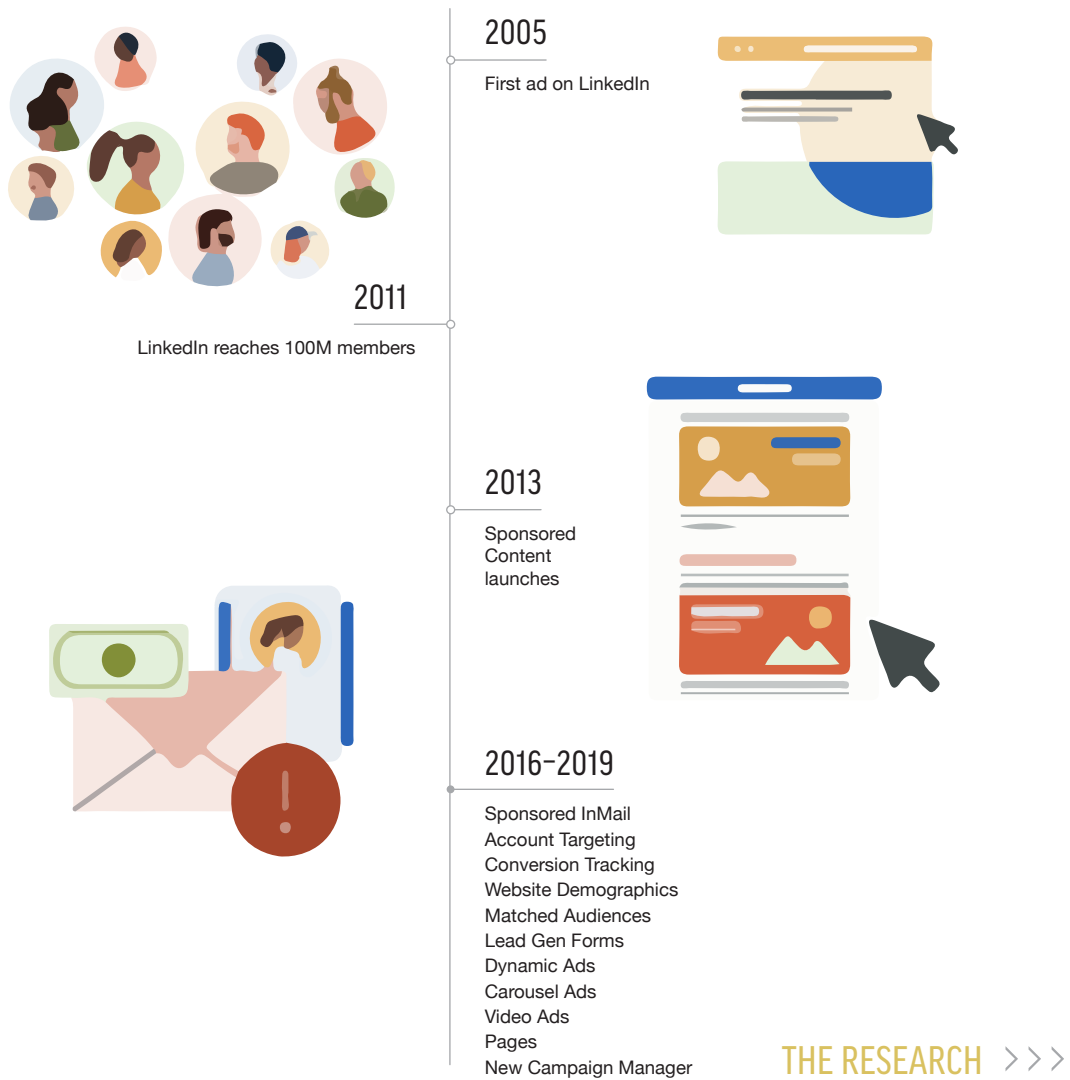 2005
First ad on LinkedIn
2011
LinkedIn reaches 100M members
2013
Sponsored
Content
launches
2016–2019
Sponsored InMail
Account Targeting
Conversion Tracking
Website Demographics
Matched Audiences
Lead Gen Forms
Dynamic Ads
Carousel Ads
Video Ads
Pages
New Campaign Manager
THE RESEARCH >>>